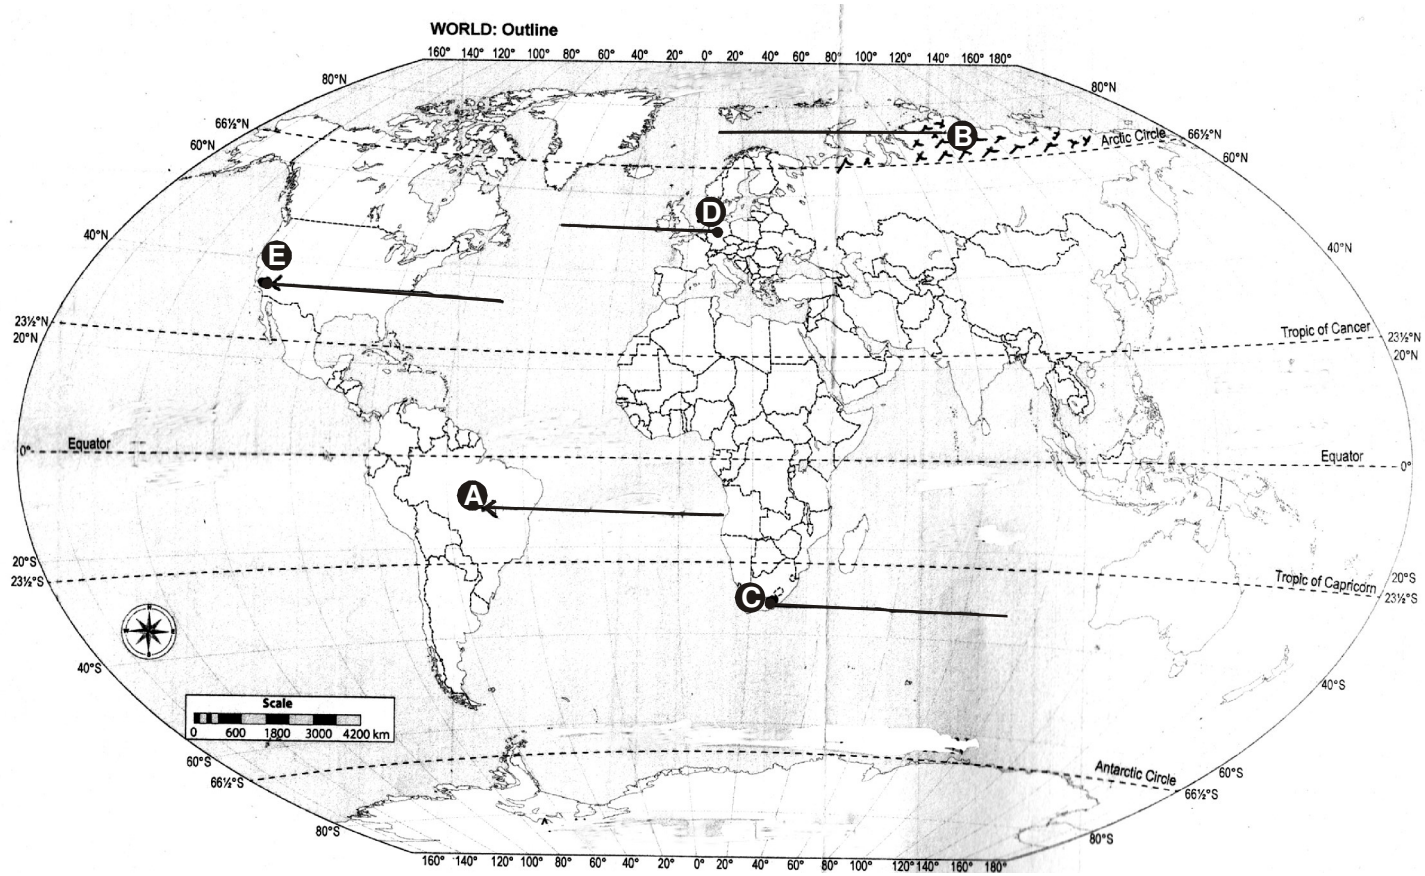 WORLD: Outline
160° 140° 120° 100° 80° 60° 40° 20° 0° 20° 40° 60° 80° 100° 120° 140° 160° 180°
80°N 80°N
66½°N Arctic Circle 66½°N
60°N 60°N
B
D
40°N 40°N
E
23½°N Tropic of Cancer 23½°N
20°N 20°N
Equator Equator
0° 0°
A
20°S 20°S
23½°S Tropic of Capricorn 23½°S
C
N
40°S 40°S
Scale
0 600 1800 3000 4200 km
60°S 60°S
66½°S Antarctic Circle 66½°S
80°S 80°S
160° 140° 120° 100° 80° 60° 40° 20° 0° 20° 40° 60° 80° 100° 120° 140° 160° 180°